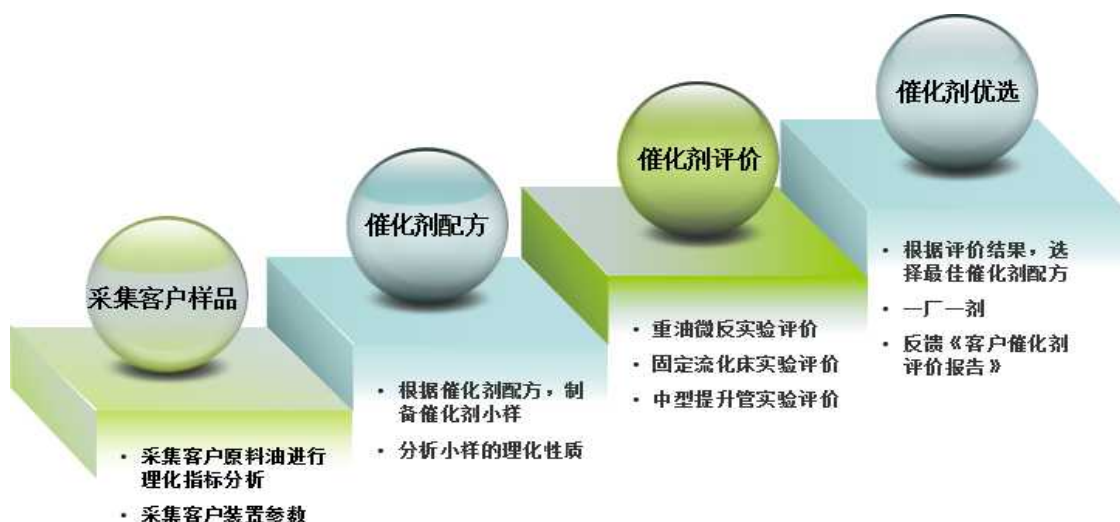 采集客户样品
• 采集客户原料油进行
理化指标分析
• 采集客户装置参数
催化剂配方
• 根据催化剂配方，制
备催化剂小样
• 分析小样的理化性质
催化剂评价
• 重油微反实验评价
• 固定流化床实验评价
• 中型提升管实验评价
催化剂优选
• 根据评价结果，选
择最佳催化剂配方
• 一厂一剂
• 反馈《客户催化剂
评价报告》